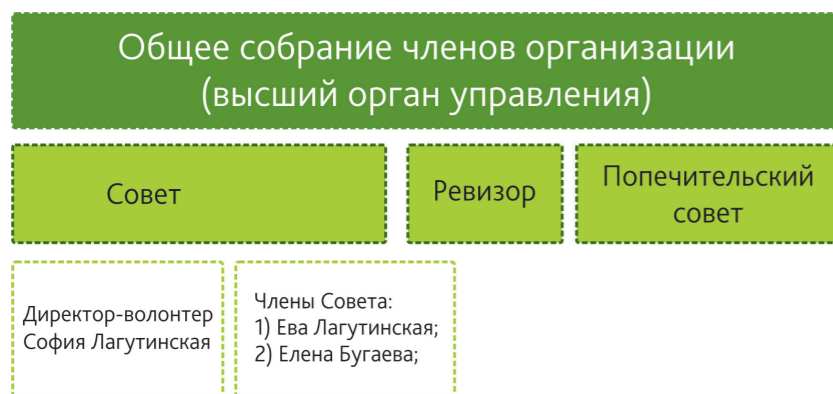 Общее собрание членов организации
(высший орган управления)
Совет
Ревизор
Попечительский
совет
Директор-волонтер
София Лагутинская
Члены Совета:
1) Ева Лагутинская;
2) Елена Бугаева;